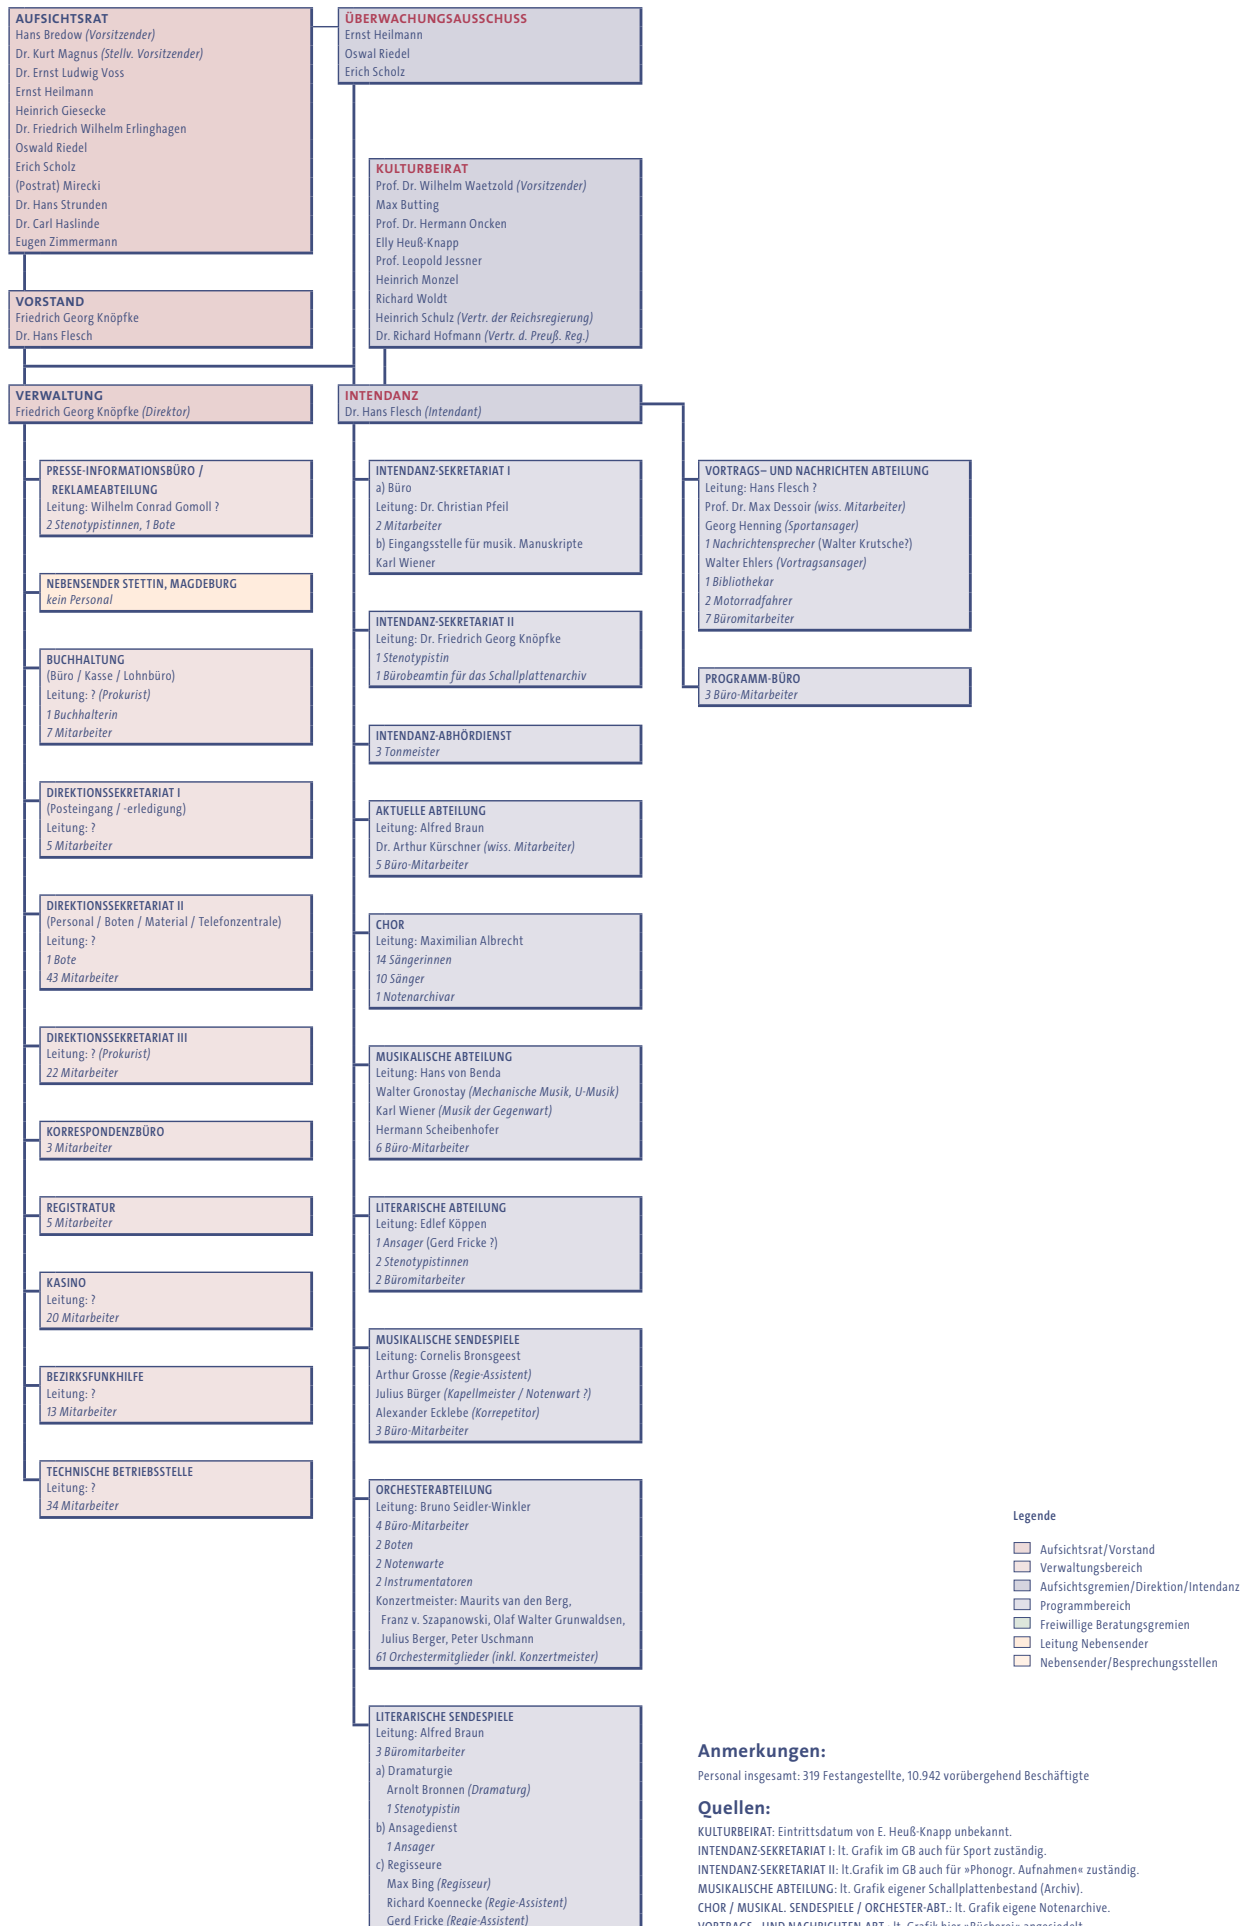 AUFSICHTSRAT
Hans Bredow (Vorsitzender)
Dr. Kurt Magnus (Stellv. Vorsitzender)
Dr. Ernst Ludwig Voss
Ernst Heilmann
Heinrich Giesecke
Dr. Friedrich Wilhelm Erlinghagen
Oswald Riedel
Erich Scholz
(Postrat) Mirecki
Dr. Hans Strunden
Dr. Carl Haslinde
Eugen Zimmermann
VORSTAND
Friedrich Georg Knöpfke
Dr. Hans Flesch
VERWALTUNG
Friedrich Georg Knöpfke (Direktor)
PRESSE-INFORMATIONSBÜRO /
REKLAMEABTEILUNG
Leitung: Wilhelm Conrad Gomoll ?
2 Stenotypistinnen, 1 Bote
NEBENSENDER STETTIN, MAGDEBURG
kein Personal
BUCHHALTUNG
(Büro / Kasse / Lohnbüro)
Leitung: ? (Prokurist)
1 Buchhalterin
7 Mitarbeiter
DIREKTIONSSEKRETARIAT I
(Posteingang / -erledigung)
Leitung: ?
5 Mitarbeiter
DIREKTIONSSEKRETARIAT II
(Personal / Boten / Material / Telefonzentrale)
Leitung: ?
1 Bote
43 Mitarbeiter
DIREKTIONSSEKRETARIAT III
Leitung: ? (Prokurist)
22 Mitarbeiter
KORRESPONDENZBÜRO
3 Mitarbeiter
REGISTRATUR
5 Mitarbeiter
KASINO
Leitung: ?
20 Mitarbeiter
BEZIRKSFUNKHILFE
Leitung: ?
13 Mitarbeiter
TECHNISCHE BETRIEBSSTELLE
Leitung: ?
34 Mitarbeiter
ÜBERWACHUNGSAUSSCHUSS
Ernst Heilmann
Oswal Riedel
Erich Scholz
KULTURBEIRAT
Prof. Dr. Wilhelm Waetzold (Vorsitzender)
Max Butting
Prof. Dr. Hermann Oncken
Elly Heuß-Knapp
Prof. Leopold Jessner
Heinrich Monzel
Richard Woldt
Heinrich Schulz (Vertr. der Reichsregierung)
Dr. Richard Hofmann (Vertr. d. Preuß. Reg.)
INTENDANZ
Dr. Hans Flesch (Intendant)
INTENDANZ-SEKRETARIAT I
a) Büro
Leitung: Dr. Christian Pfeil
2 Mitarbeiter
b) Eingangsstelle für musik. Manuskripte
Karl Wiener
INTENDANZ-SEKRETARIAT II
Leitung: Dr. Friedrich Georg Knöpfke
1 Stenotypistin
1 Bürobeamtin für das Schallplattenarchiv
INTENDANZ-ABHÖRDIENST
3 Tonmeister
AKTUELLE ABTEILUNG
Leitung: Alfred Braun
Dr. Arthur Kürschner (wiss. Mitarbeiter)
5 Büro-Mitarbeiter
CHOR
Leitung: Maximilian Albrecht
14 Sängerinnen
10 Sänger
1 Notenarchivar
MUSIKALISCHE ABTEILUNG
Leitung: Hans von Benda
Walter Gronostay (Mechanische Musik, U-Musik)
Karl Wiener (Musik der Gegenwart)
Hermann Scheibenhofer
6 Büro-Mitarbeiter
LITERARISCHE ABTEILUNG
Leitung: Edlef Köppen
1 Ansager (Gerd Fricke ?)
2 Stenotypistinnen
2 Büromitarbeiter
MUSIKALISCHE SENDESPIELE
Leitung: Cornelis Bronsgeest
Arthur Grosse (Regie-Assistent)
Julius Bürger (Kapellmeister / Notenwart ?)
Alexander Ecklebe (Korrepetitor)
3 Büro-Mitarbeiter
ORCHESTERABTEILUNG
Leitung: Bruno Seidler-Winkler
4 Büro-Mitarbeiter
2 Boten
2 Notenwarte
2 Instrumentatoren
Konzertmeister: Maurits van den Berg,
Franz v. Szapanowski, Olaf Walter Grunwaldsen,
Julius Berger, Peter Uschmann
61 Orchestermitglieder (inkl. Konzertmeister)
LITERARISCHE SENDESPIELE
Leitung: Alfred Braun
3 Büromitarbeiter
a) Dramaturgie
Arnolt Bronnen (Dramaturg)
1 Stenotypistin
b) Ansagedienst
1 Ansager
c) Regisseure
Max Bing (Regisseur)
Richard Koennecke (Regie-Assistent)
Gerd Fricke (Regie-Assistent)
VORTRAGS– UND NACHRICHTEN ABTEILUNG
Leitung: Hans Flesch ?
Prof. Dr. Max Dessoir (wiss. Mitarbeiter)
Georg Henning (Sportansager)
1 Nachrichtensprecher (Walter Krutsche?)
Walter Ehlers (Vortragsansager)
1 Bibliothekar
2 Motorradfahrer
7 Büromitarbeiter
PROGRAMM-BÜRO
3 Büro-Mitarbeiter
Legende
Aufsichtsrat/Vorstand
Verwaltungsbereich
Aufsichtsgremien/Direktion/Intendanz
Programmbereich
Freiwillige Beratungsgremien
Leitung Nebensender
Nebensender/Besprechungsstellen
Anmerkungen:
Personal insgesamt: 319 Festangestellte, 10.942 vorübergehend Beschäftigte
Quellen:
KULTURBEIRAT: Eintrittsdatum von E. Heuß-Knapp unbekannt.
INTENDANZ-SEKRETARIAT I: lt. Grafik im GB auch für Sport zuständig.
INTENDANZ-SEKRETARIAT II: lt.Grafik im GB auch für »Phonogr. Aufnahmen« zuständig.
MUSIKALISCHE ABTEILUNG: lt. Grafik eigener Schallplattenbestand (Archiv).
CHOR / MUSIKAL. SENDESPIELE / ORCHESTER-ABT.: lt. Grafik eigene Notenarchive.
VORTRAGS– UND NACHRICHTEN ABT.: lt. Grafik hier »Bücherei« angesiedelt.